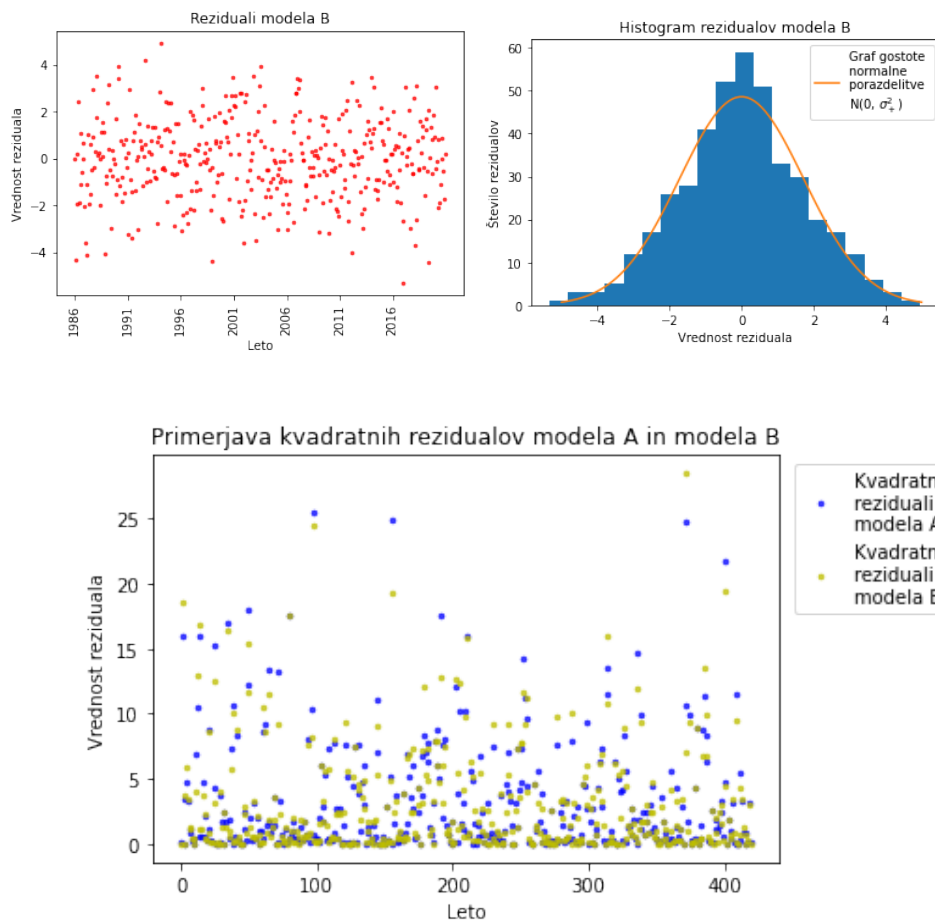 Reziduali modela B
Vrednost reziduala
4
2
0
−2
−4
1986
1991
1996
2001
2006
2011
2016
Leto
Histogram rezidualov modela B
Število rezidualov
60
50
40
30
20
10
0
−4
−2
0
2
4
Vrednost reziduala
Graf gostote
normalne
porazdelitve
N(0, σ²₊)
Primerjava kvadratnih rezidualov modela A in modela B
Vrednost reziduala
25
20
15
10
5
0
0
100
200
300
400
Leto
Kvadratn
reziduali
modela A
Kvadratn
reziduali
modela B